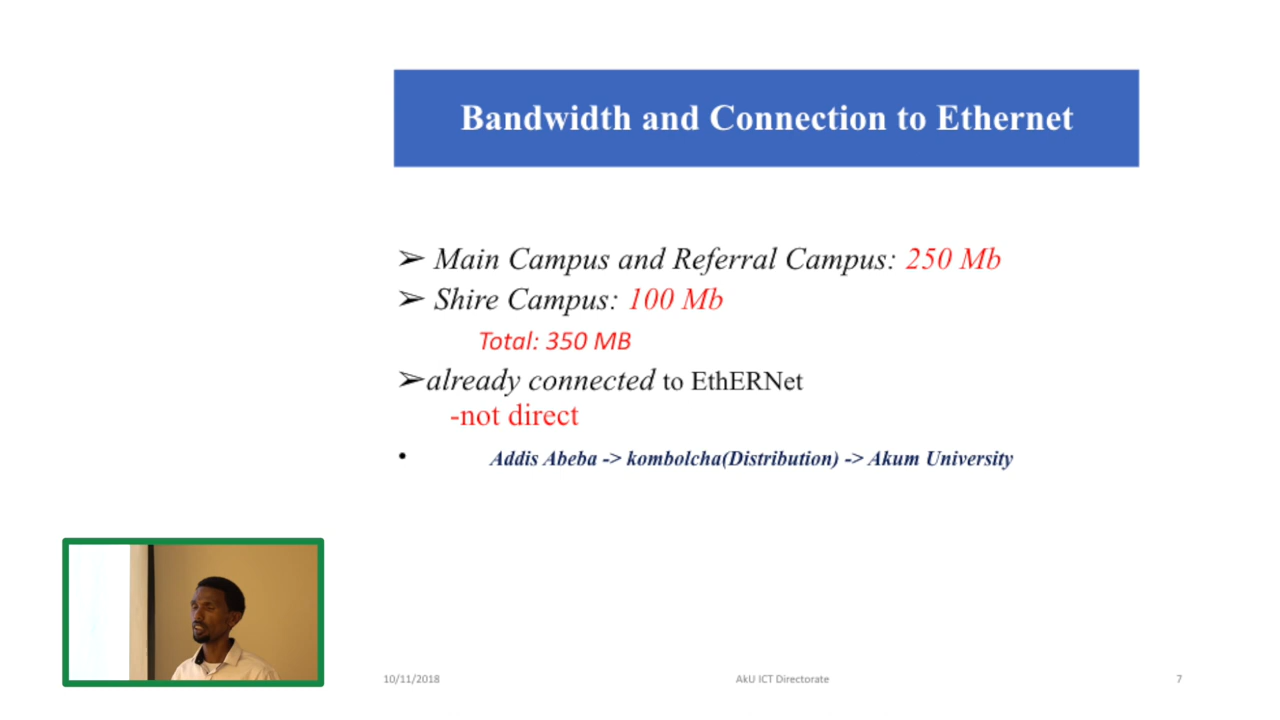 Bandwidth and Connection to Ethernet
➢ Main Campus and Referral Campus: 250 Mb
➢ Shire Campus: 100 Mb
Total: 350 MB
➢already connected to EthERNet
-not direct
• Addis Abeba -> kombolcha(Distribution) -> Akum University
10/11/2018 AkU ICT Directorate 7